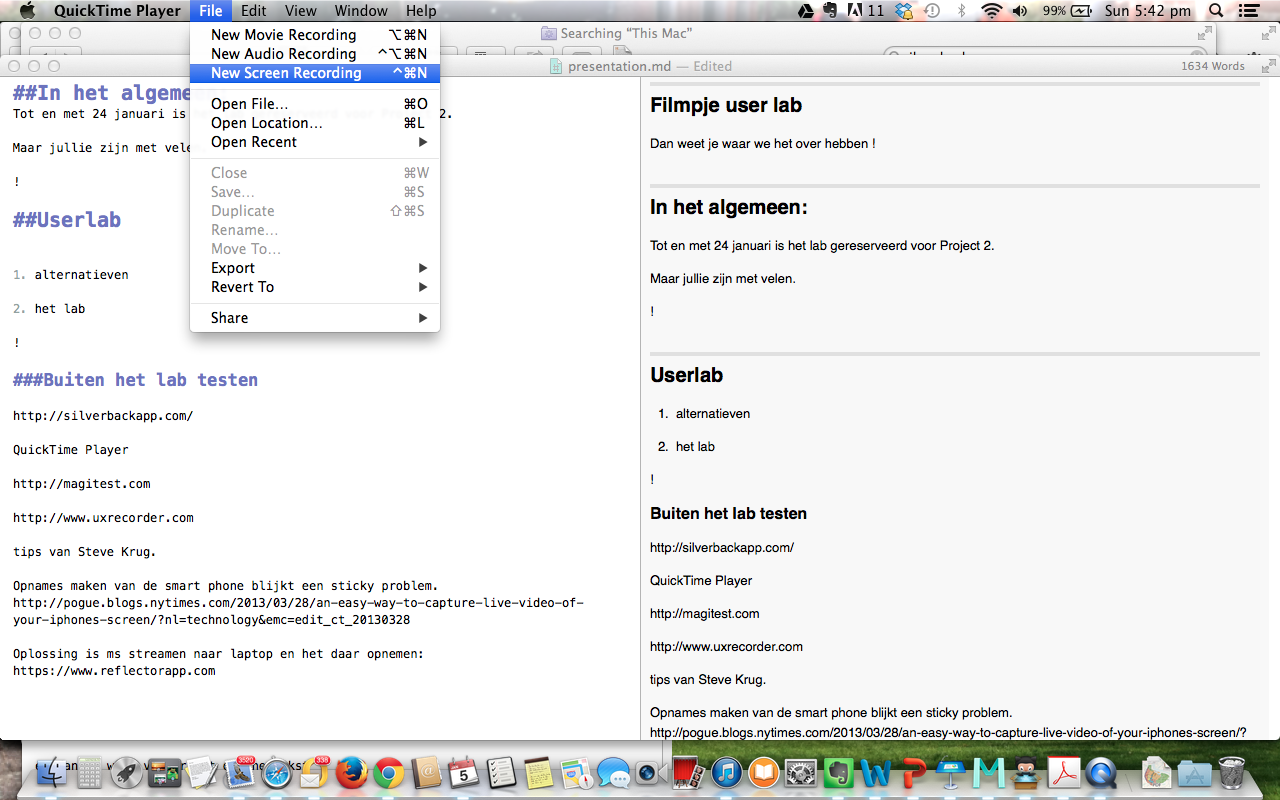 QuickTime Player File Edit View Window Help 11 99% Sun 5:42 pm
Searching "This Mac"
presentation.md — Edited 1634 Words
New Movie Recording ⌥⌘N
New Audio Recording ^⌥⌘N
New Screen Recording ^⌘N
Open File... ⌘O
Open Location... ⌘L
Open Recent
Close ⌘W
Save... ⌘S
Duplicate ⇧⌘S
Rename...
Move To...
Export
Revert To
Share
##In het algeme
Tot en met 24 januari is 2.
Maar jullie zijn met vele
!
##Userlab
1. alternatieven
2. het lab
!
###Buiten het lab testen
http://silverbackapp.com/
QuickTime Player
http://magitest.com
http://www.uxrecorder.com
tips van Steve Krug.
Opnames maken van de smart phone blijkt een sticky problem.
http://pogue.blogs.nytimes.com/2013/03/28/an-easy-way-to-capture-live-video-of-
your-iphones-screen/?nl=technology&emc=edit_ct_20130328
Oplossing is ms streamen naar laptop en het daar opnemen:
https://www.reflectorapp.com
Filmpje user lab
Dan weet je waar we het over hebben !
In het algemeen:
Tot en met 24 januari is het lab gereserveerd voor Project 2.
Maar jullie zijn met velen.
!
Userlab
1. alternatieven
2. het lab
!
Buiten het lab testen
http://silverbackapp.com/
QuickTime Player
http://magitest.com
http://www.uxrecorder.com
tips van Steve Krug.
Opnames maken van de smart phone blijkt een sticky problem.
http://pogue.blogs.nytimes.com/2013/03/28/an-easy-way-to-capture-live-video-of-your-iphones-screen/?
3520
338
5